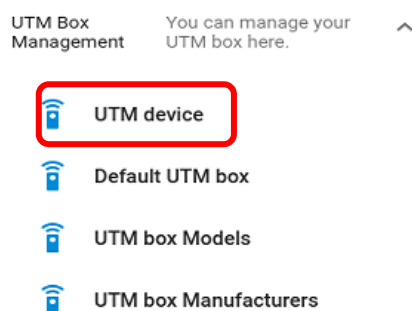 UTM Box You can manage your
Management UTM box here.
UTM device
Default UTM box
UTM box Models
UTM box Manufacturers